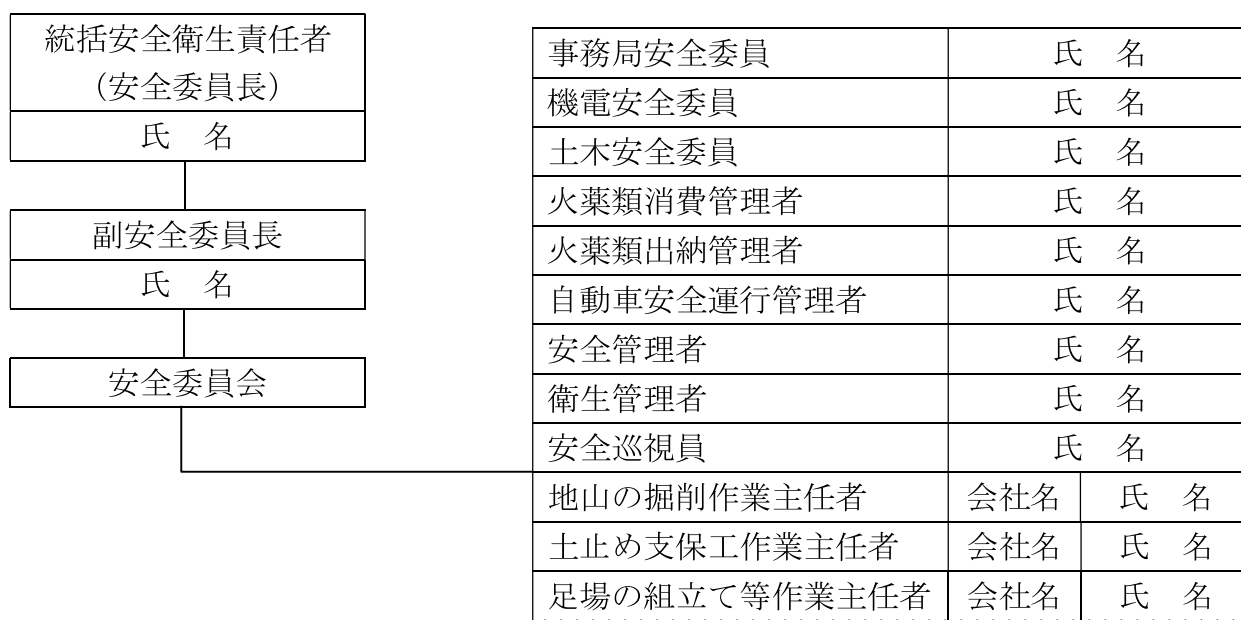 統括安全衛生責任者
（安全委員長）
氏 名
副安全委員長
氏 名
安全委員会
事務局安全委員 氏 名
機電安全委員 氏 名
土木安全委員 氏 名
火薬類消費管理者 氏 名
火薬類出納管理者 氏 名
自動車安全運行管理者 氏 名
安全管理者 氏 名
衛生管理者 氏 名
安全巡視員 氏 名
地山の掘削作業主任者 会社名 氏 名
土止め支保工作業主任者 会社名 氏 名
足場の組立て等作業主任者 会社名 氏 名